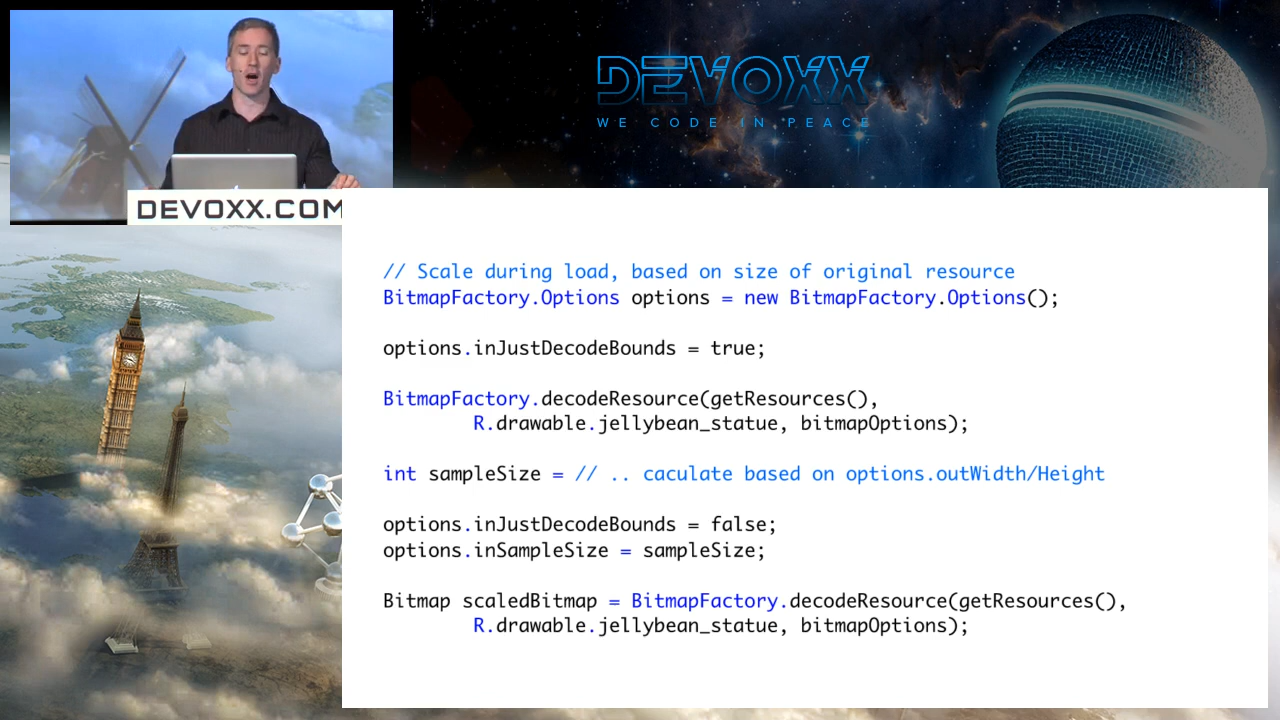 DEVOXX
WE CODE IN PEACE
DEVOXX.COM
// Scale during load, based on size of original resource
BitmapFactory.Options options = new BitmapFactory.Options();
options.inJustDecodeBounds = true;
BitmapFactory.decodeResource(getResources(),
R.drawable.jellybean_statue, bitmapOptions);
int sampleSize = // .. caculate based on options.outWidth/Height
options.inJustDecodeBounds = false;
options.inSampleSize = sampleSize;
Bitmap scaledBitmap = BitmapFactory.decodeResource(getResources(),
R.drawable.jellybean_statue, bitmapOptions);